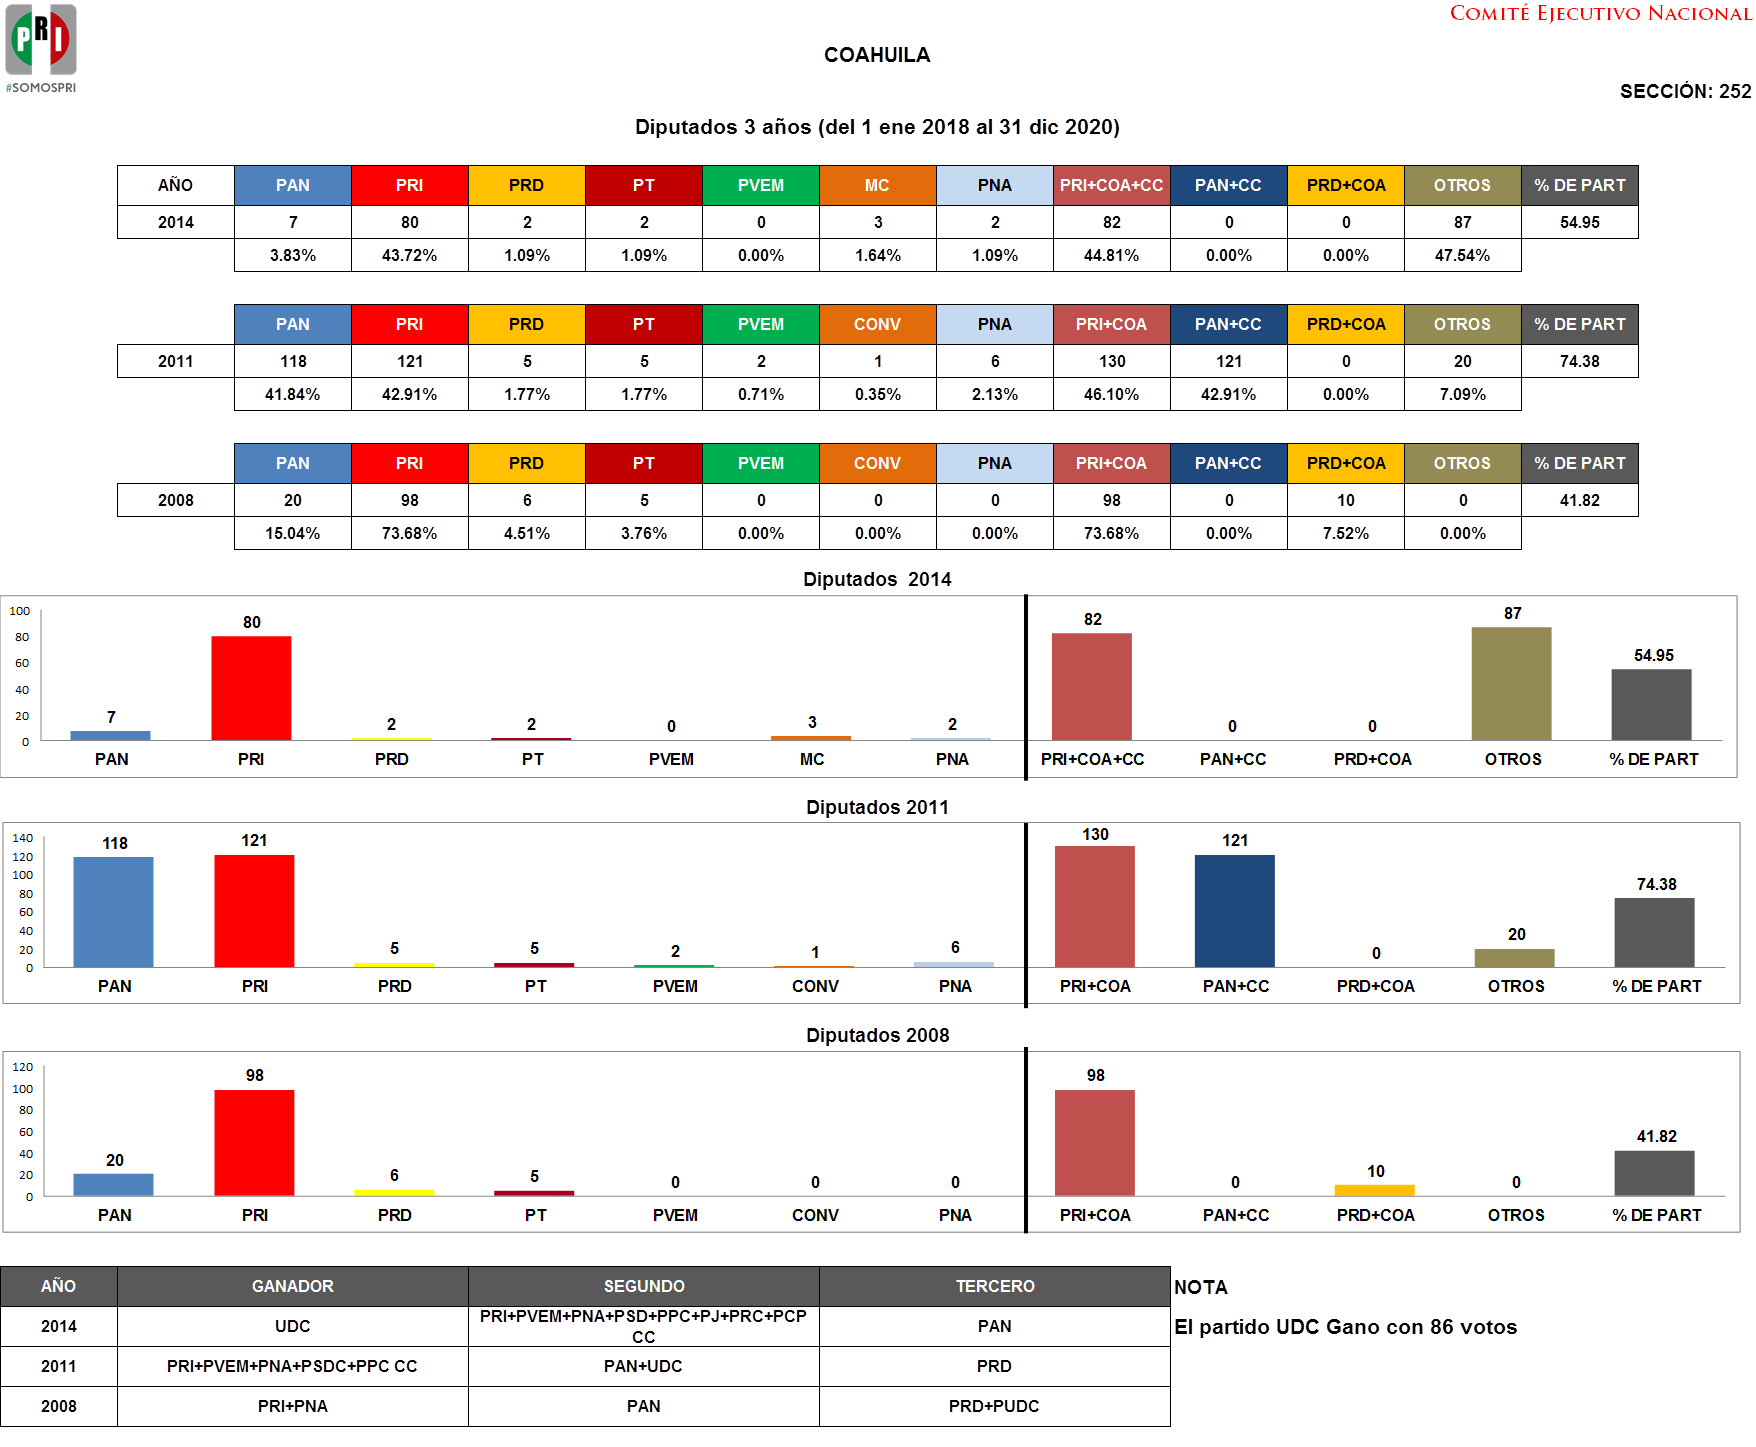 PRI
#SOMOSPRI
COMITÉ EJECUTIVO NACIONAL
COAHUILA
SECCIÓN: 252
Diputados 3 años (del 1 ene 2018 al 31 dic 2020)
AÑO PAN PRI PRD PT PVEM MC PNA PRI+COA+CC PAN+CC PRD+COA OTROS % DE PART
2014 7 80 2 2 0 3 2 82 0 0 87 54.95
3.83% 43.72% 1.09% 1.09% 0.00% 1.64% 1.09% 44.81% 0.00% 0.00% 47.54%
PAN PRI PRD PT PVEM CONV PNA PRI+COA PAN+CC PRD+COA OTROS % DE PART
2011 118 121 5 5 2 1 6 130 121 0 20 74.38
41.84% 42.91% 1.77% 1.77% 0.71% 0.35% 2.13% 46.10% 42.91% 0.00% 7.09%
PAN PRI PRD PT PVEM CONV PNA PRI+COA PAN+CC PRD+COA OTROS % DE PART
2008 20 98 6 5 0 0 0 98 0 10 0 41.82
15.04% 73.68% 4.51% 3.76% 0.00% 0.00% 0.00% 73.68% 0.00% 7.52% 0.00%
Diputados 2014
100
80
60
40
20
0
7 80 2 2 0 3 2 82 0 0 87 54.95
PAN PRI PRD PT PVEM MC PNA PRI+COA+CC PAN+CC PRD+COA OTROS % DE PART
Diputados 2011
140
120
100
80
60
40
20
0
118 121 5 5 2 1 6 130 121 0 20 74.38
PAN PRI PRD PT PVEM CONV PNA PRI+COA PAN+CC PRD+COA OTROS % DE PART
Diputados 2008
120
100
80
60
40
20
0
20 98 6 5 0 0 0 98 0 10 0 41.82
PAN PRI PRD PT PVEM CONV PNA PRI+COA PAN+CC PRD+COA OTROS % DE PART
AÑO GANADOR SEGUNDO TERCERO
2014 UDC PRI+PVEM+PNA+PSD+PPC+PJ+PRC+PCP
CC PAN
2011 PRI+PVEM+PNA+PSDC+PPC CC PAN+UDC PRD
2008 PRI+PNA PAN PRD+PUDC
NOTA
El partido UDC Gano con 86 votos